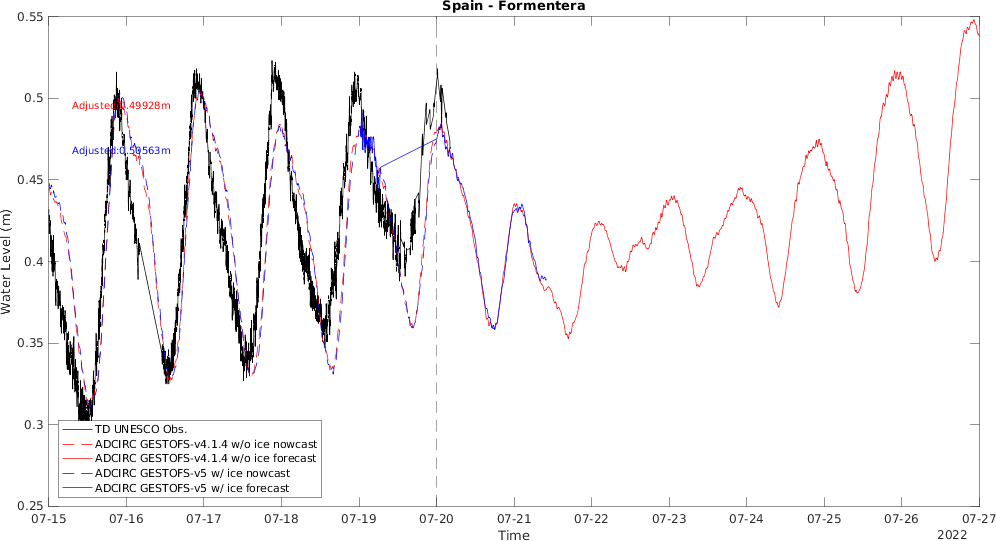 Spain - Formentera
0.55
0.5
0.45
0.4
0.35
0.3
0.25
Water Level (m)
Adjusted:0.49928m
Adjusted:0.50563m
TD UNESCO Obs.
ADCIRC GESTOFS-v4.1.4 w/o ice nowcast
ADCIRC GESTOFS-v4.1.4 w/o ice forecast
ADCIRC GESTOFS-v5 w/ ice nowcast
ADCIRC GESTOFS-v5 w/ ice forecast
07-15 07-16 07-17 07-18 07-19 07-20 07-21 07-22 07-23 07-24 07-25 07-26 07-27
Time
2022